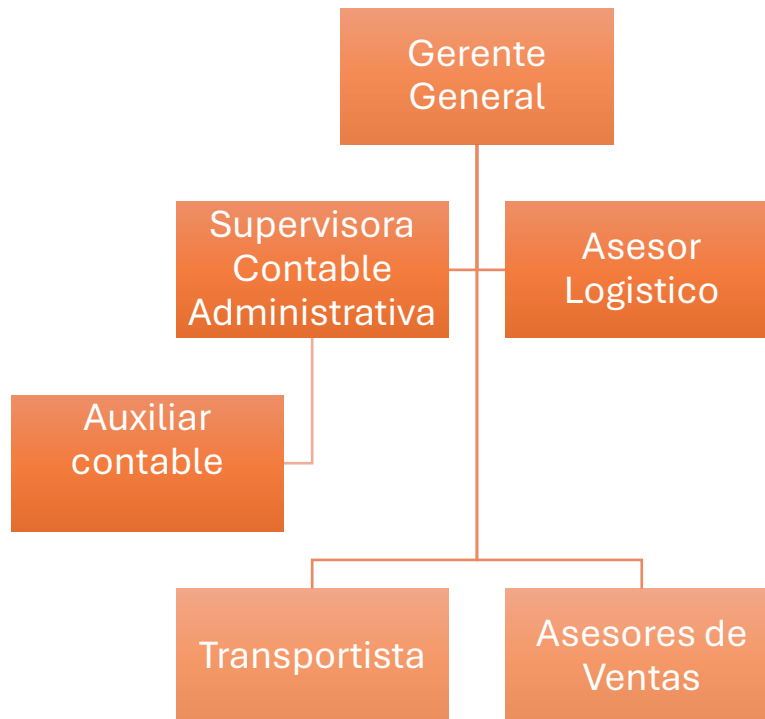 Gerente
General
Supervisora
Contable
Administrativa
Asesor
Logistico
Auxiliar
contable
Transportista
Asesores de
Ventas